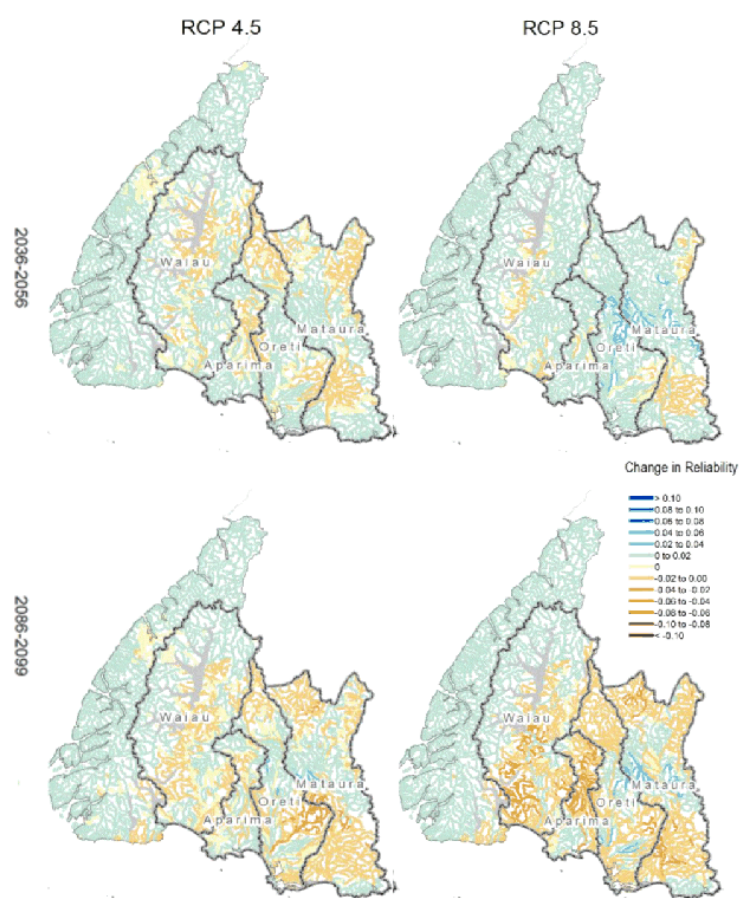 RCP 4.5
RCP 8.5
2036-2056
Waiau
Mataura
Oreti
Aparima
Waiau
Mataura
Oreti
Aparima
Change in Reliability
> 0.10
0.08 to 0.10
0.06 to 0.08
0.04 to 0.06
0.02 to 0.04
0 to 0.02
0
-0.02 to 0.00
-0.04 to -0.02
-0.06 to -0.04
-0.08 to -0.06
-0.10 to -0.08
< -0.10
2086-2099
Waiau
Mataura
Oreti
Aparima
Waiau
Mataura
Oreti
Aparima